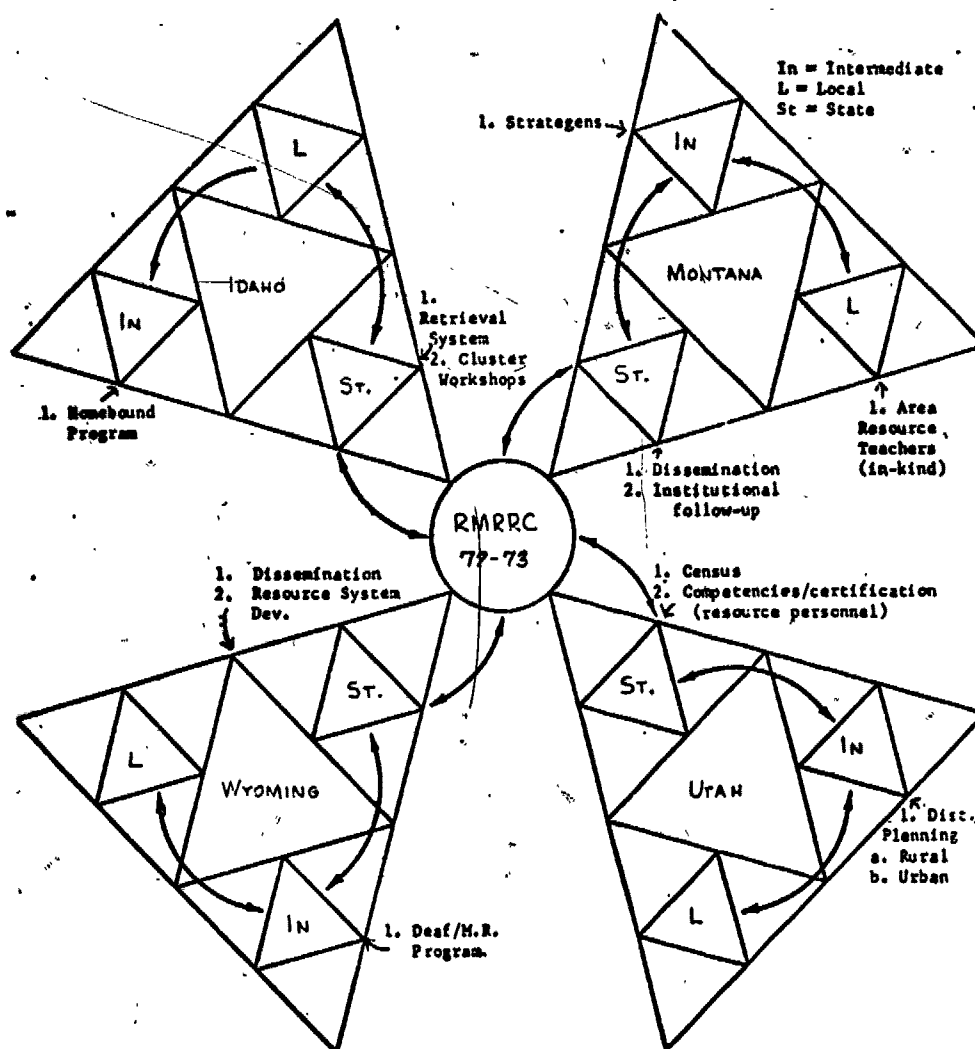 In = Intermediate
L = Local
St = State
1. Strategens
L
IN
IDAHO
MONTANA
IN
L
ST.
ST.
1.
Retrieval
System
2. Cluster
Workshops
1. Homebound
Program
1. Area
Resource
Teachers
(in-kind)
1. Dissemination
2. Institutional
follow-up
RMRRC
72-73
1. Dissemination
2. Resource System
Dev.
1. Census
2. Competencies/certification
(resource personnal)
ST.
ST.
L
IN
WYOMING
UTAH
1. Dist.
Planning
a. Rural
b. Urban
IN
L
1. Deaf/M.R.
Program.